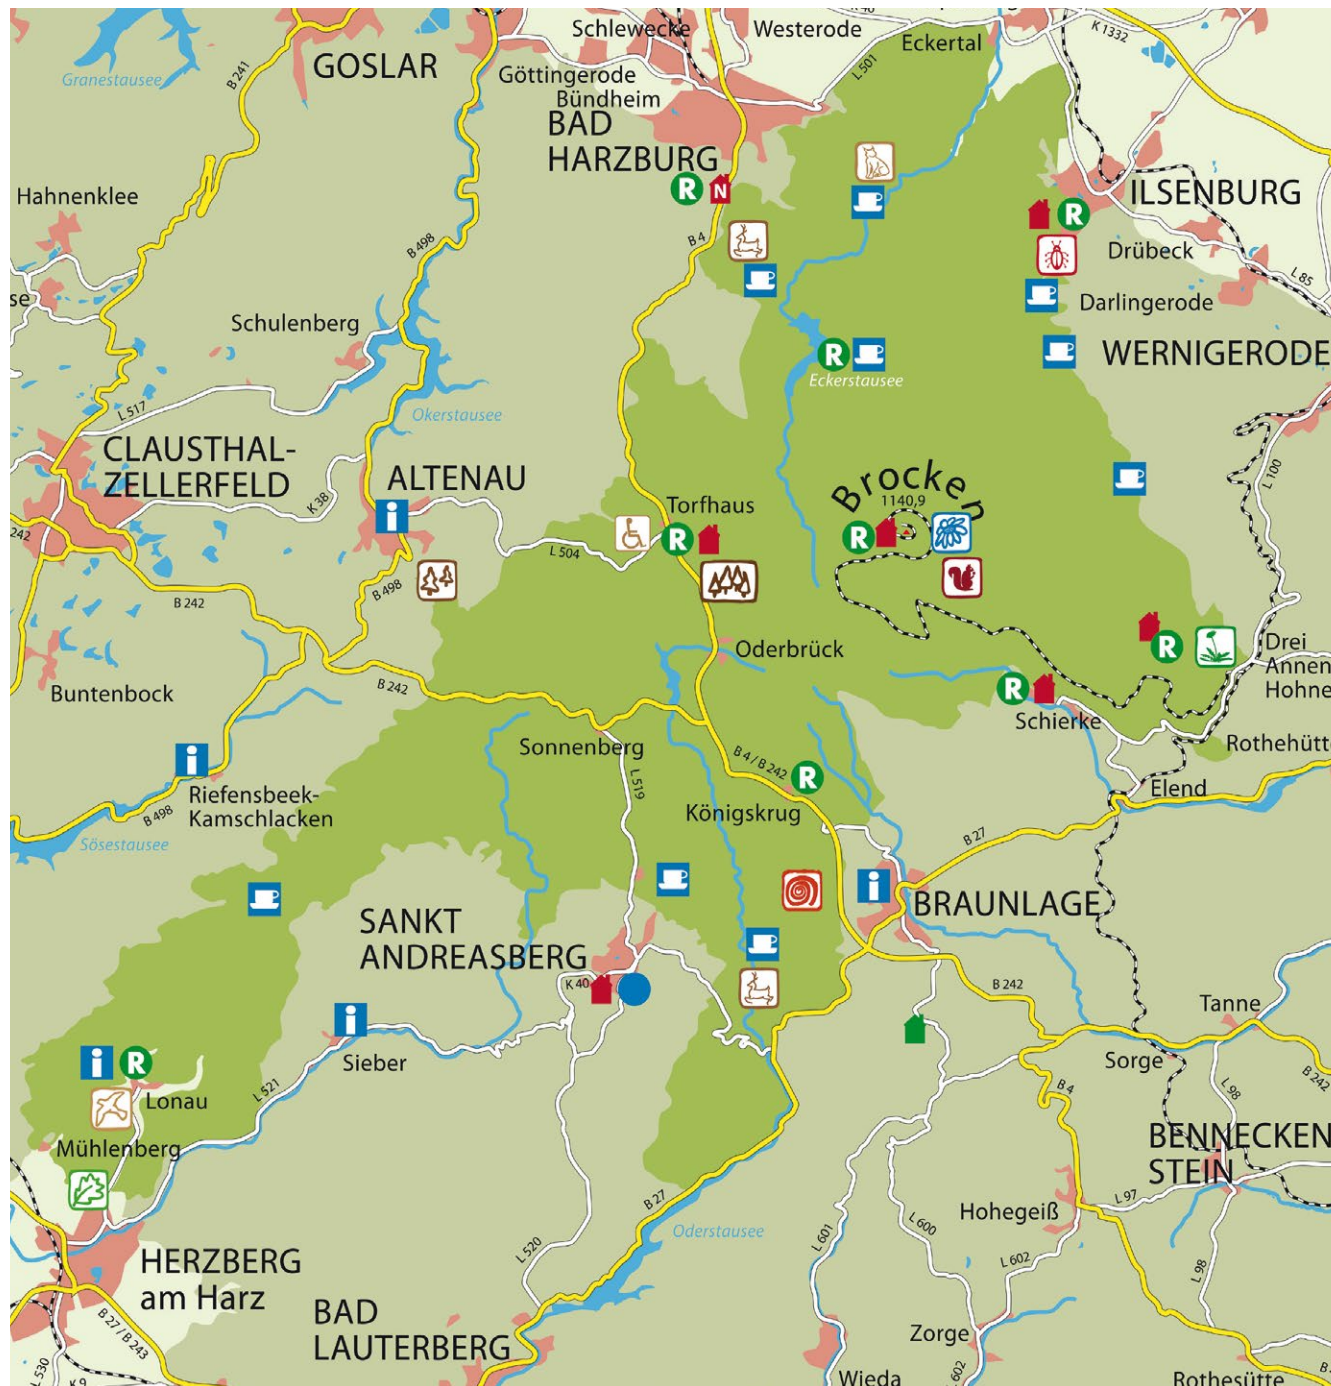 Schlewecke
Westerode
Eckertal
K 1332
Granestausee
GOSLAR
B 241
Göttingerode
Bündheim
L 501
BAD
HARZBURG
R
N
Hahnenklee
ILSENBURG
R
B 498
B 4
Drübeck
L 85
se
Schulenberg
Darlingerode
WERNIGERODE
R
Eckerstausee
L 517
Okerstausee
CLAUSTHAL-
ZELLERFELD
ALTENAU
Brocken
1140,9
L 100
K 38
i
Torfhaus
R
R
242
L 504
B 498
B 242
Oderbrück
R
Drei
Annen
Hohne
Buntenbock
B 242
R
Schierke
Sonnenberg
Rothehütt
i
L 519
B 4 / B 242
R
Riefensbeek-
Kamschlacken
B 498
Königskrug
Elend
Sösestausee
B 27
i
SANKT
ANDREASBERG
BRAUNLAGE
K 40
B 242
i
Tanne
Sieber
Sorge
i
R
L 521
Lonau
B 4
L 98
B 242
Mühlenberg
BENNECKEN
STEIN
B 27
L 97
Hohegeiß
Oderstausee
L 601
L 600
L 602
L 520
L 98
HERZBERG
am Harz
BAD
LAUTERBERG
B 27 / B 243
Zorge
L 530
K 9
Wieda
L 602
Rothesütte